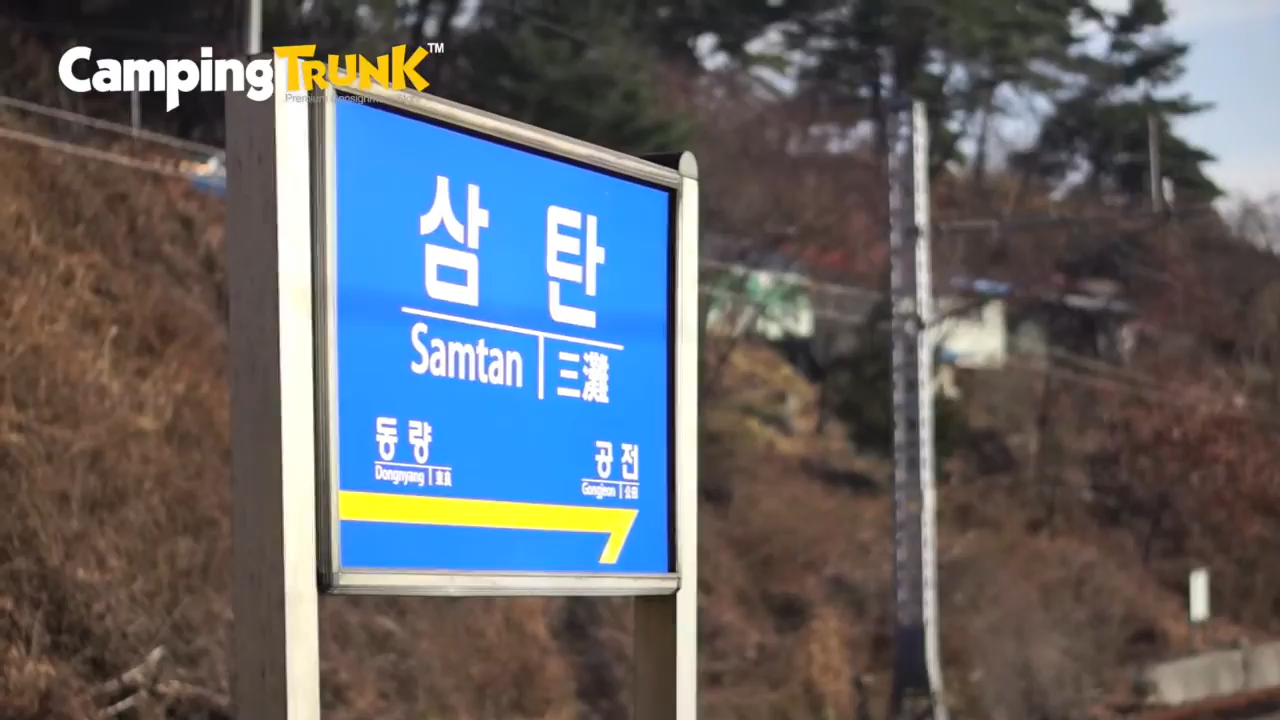 CampingTRUNK™
삼탄
Samtan 三灘
동량 공전
Dongnyang Gongjeon